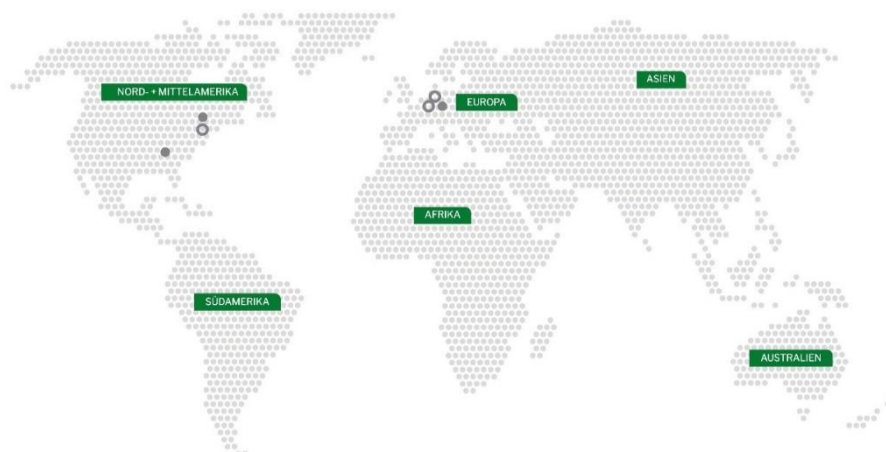 ASIEN
NORD- + MITTELAMERIKA
EUROPA
AFRIKA
SÜDAMERIKA
AUSTRALIEN